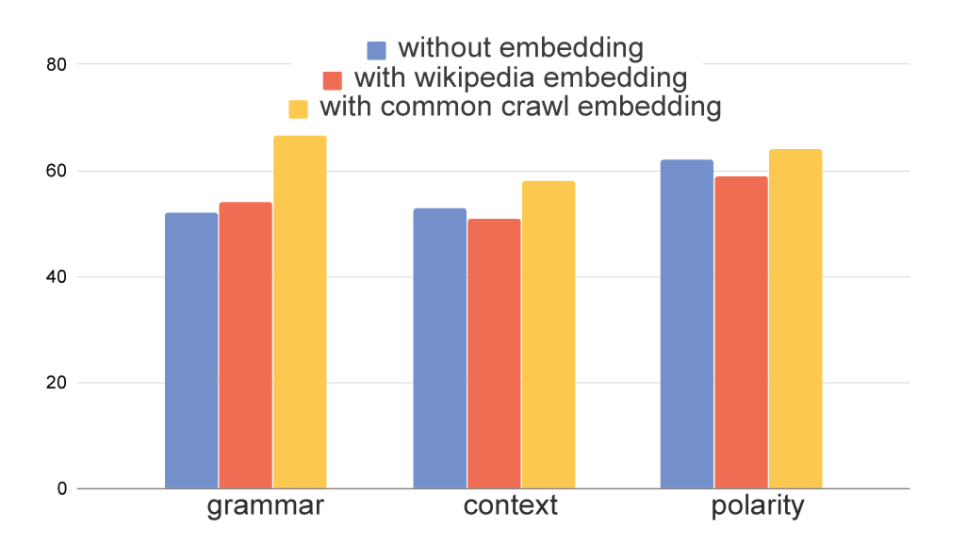 without embedding
with wikipedia embedding
with common crawl embedding
80
60
40
20
0
grammar context polarity